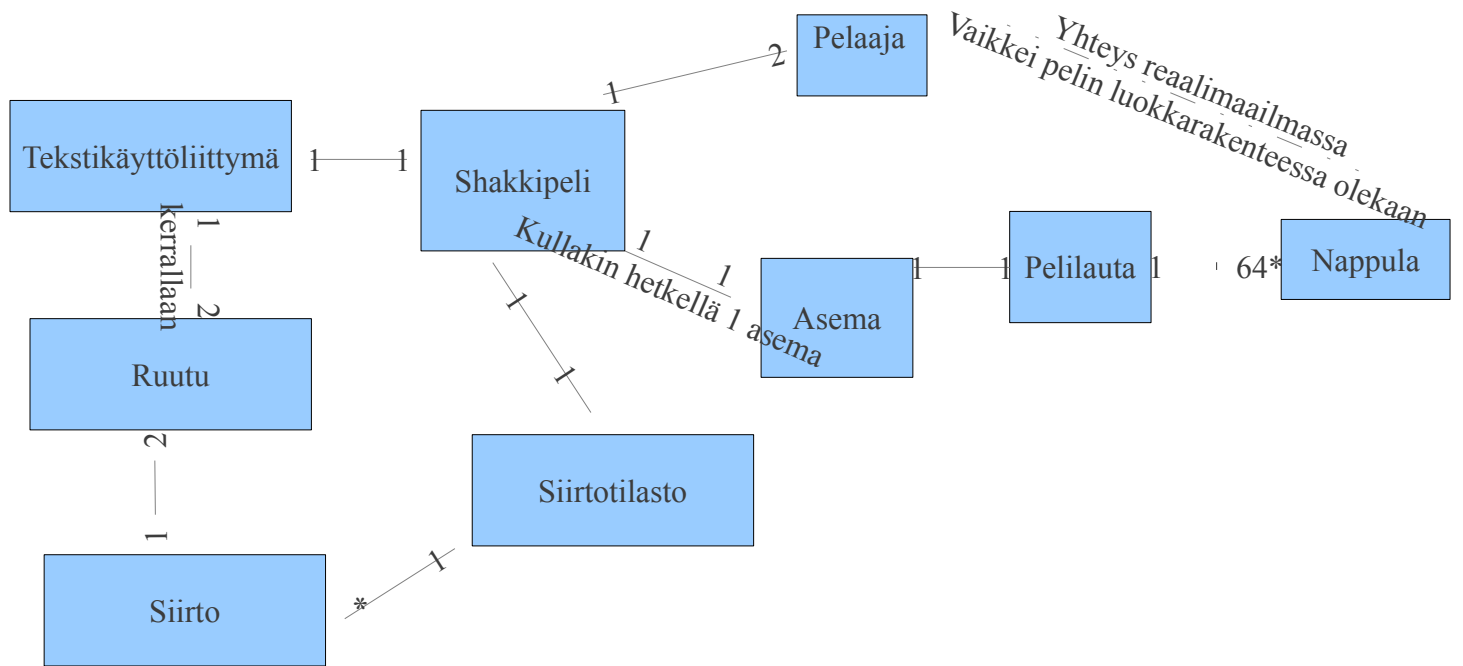 Pelaaja
Yhteys reaalimaailmassa
Vaikkei pelin luokkarakenteessa olekaan
1
2
Tekstikäyttöliittymä
1
1
Shakkipeli
1
kerrallaan
2
1
1
Kullakin hetkellä 1 asema
Asema
1
1
Pelilauta
1
64*
Nappula
Ruutu
1
1
2
1
Siirtotilasto
1
*
Siirto